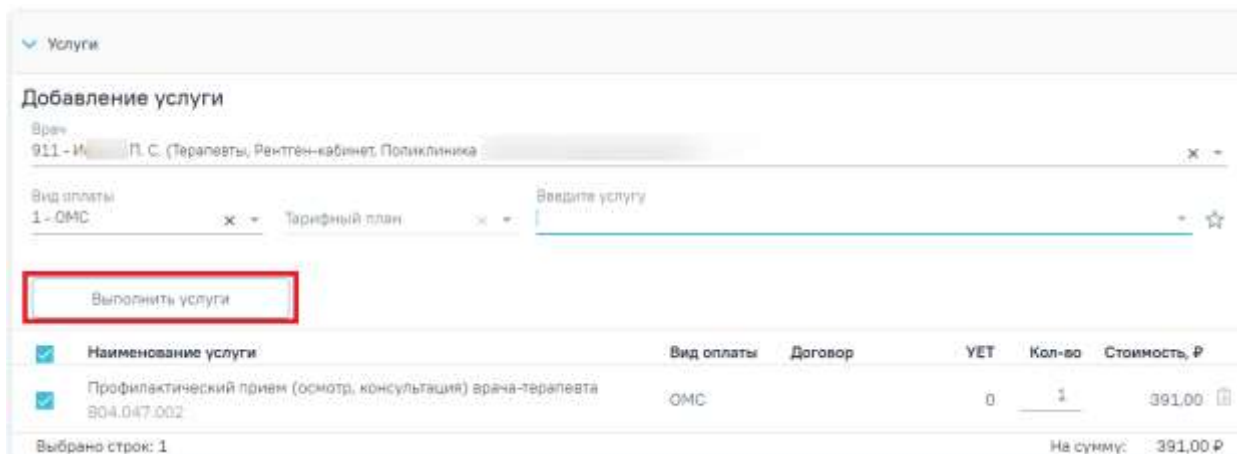 Услуги
Добавление услуги
Врач
911 - И П. С. (Терапевты, Рентген-кабинет, Поликлиника
Вид оплаты
1 - ОМС
Тарифный план
Введите услугу
Выполнить услуги
Наименование услуги Вид оплаты Договор УЕТ Кол-во Стоимость, ₽
Профилактический прием (осмотр, консультация) врача-терапевта ОМС 0 1 391,00
B04.047.002
Выбрано строк: 1 На сумму: 391,00 ₽